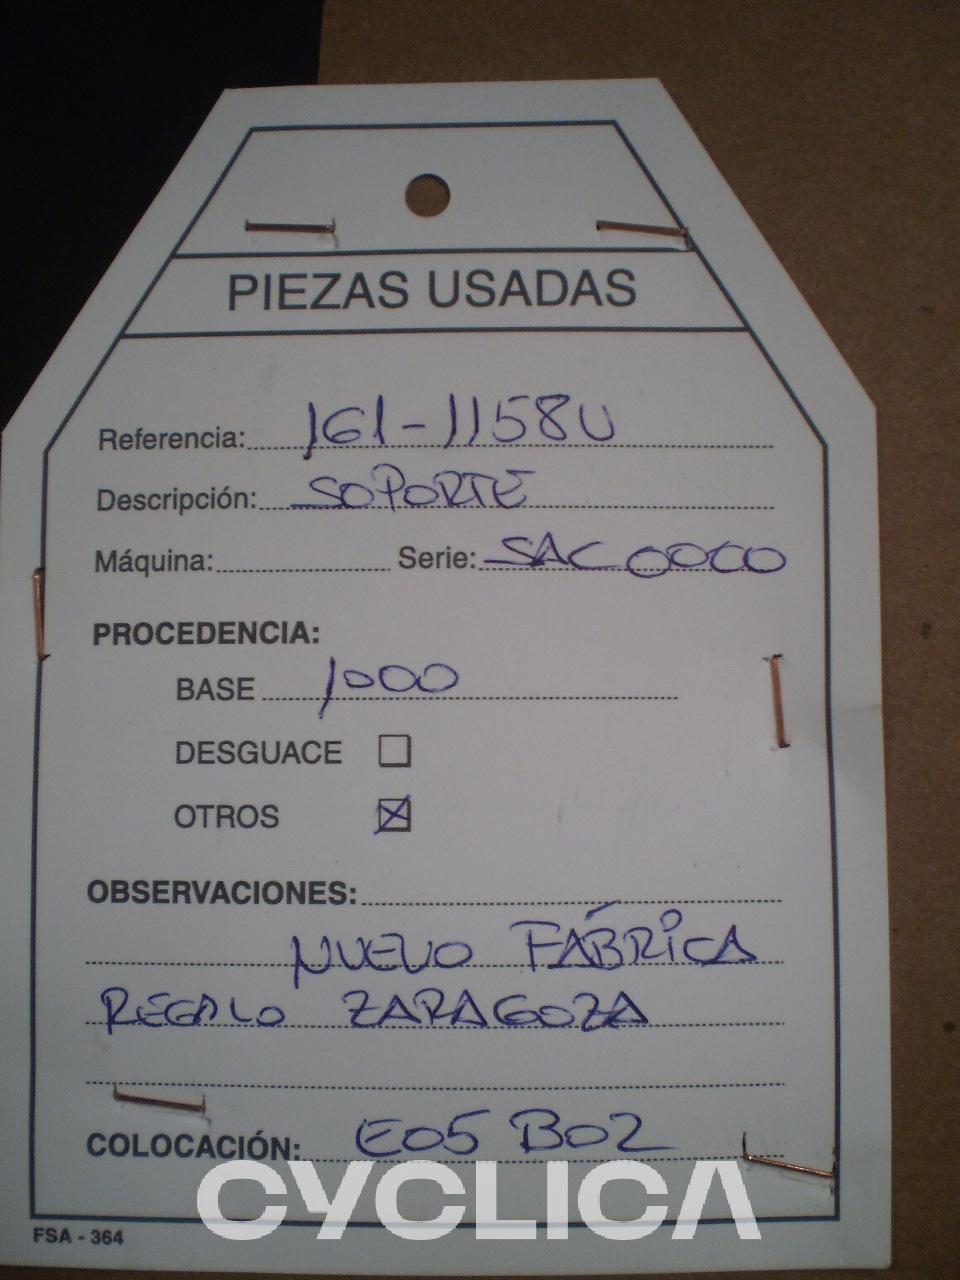 PIEZAS USADAS
Referencia: 161-1158U
Descripción: SOPORTE
Máquina: Serie: SAC 0000
PROCEDENCIA:
BASE 1000
DESGUACE
OTROS
OBSERVACIONES:
NUEVO FÁBRICA
REGALO ZARAGOZA
COLOCACIÓN: E05 B02
CYCLICA
FSA - 364